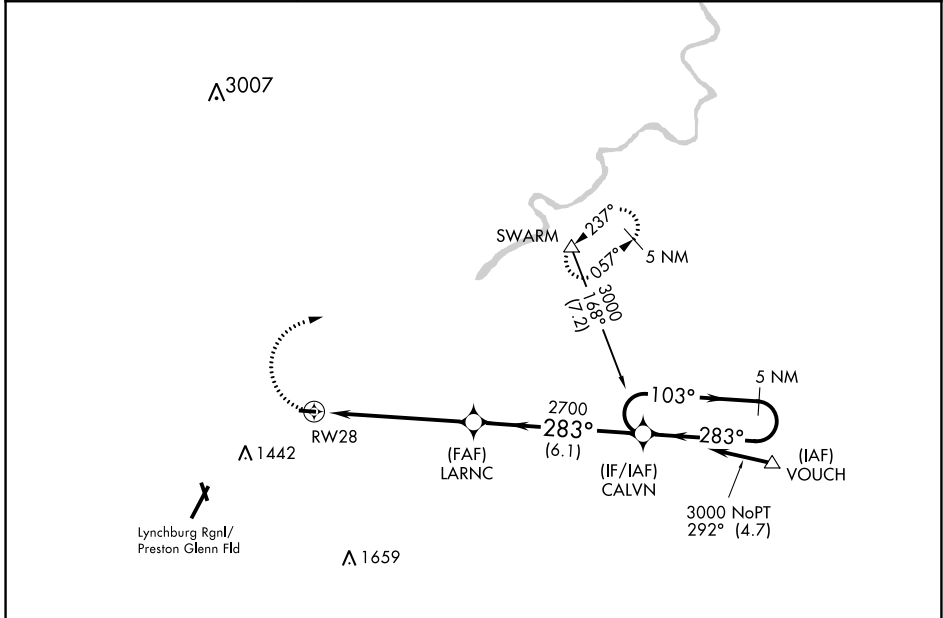 3007
SWARM
237°
057°
5 NM
3000
168°
(7.2)
103°
5 NM
2700
283°
(6.1)
283°
RW28
(FAF)
LARNC
(IF/IAF)
CALVN
(IAF)
VOUCH
1442
3000 NoPT
292° (4.7)
Lynchburg Rgnl/
Preston Glenn Fld
1659